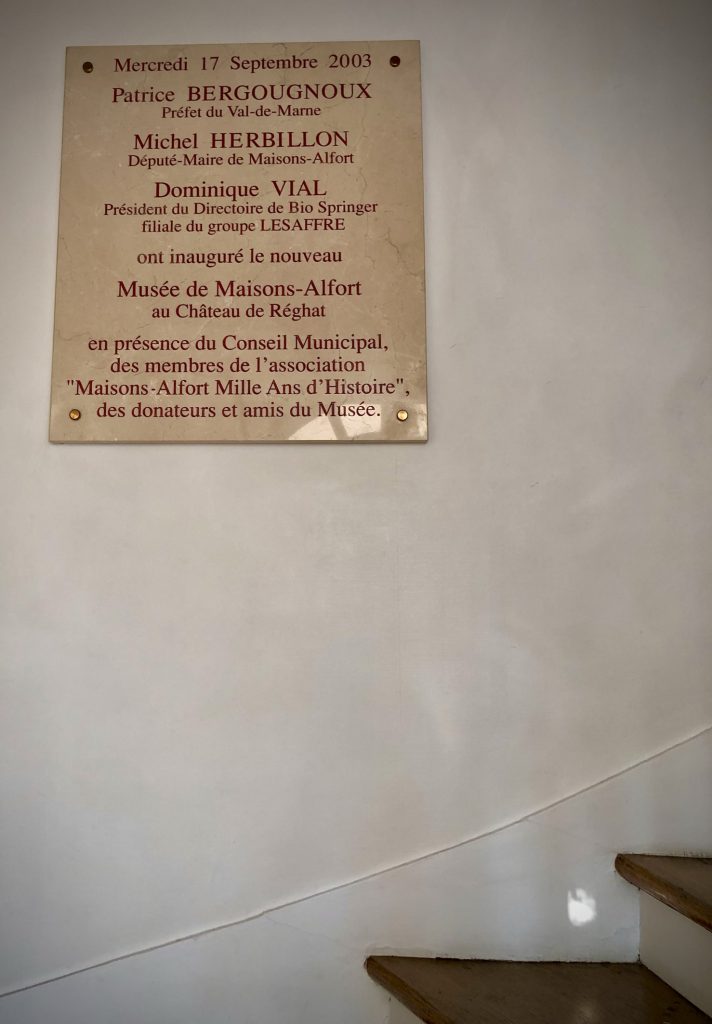 Mercredi 17 Septembre 2003
Patrice BERGOUGNOUX
Préfet du Val-de-Marne
Michel HERBILLON
Député-Maire de Maisons-Alfort
Dominique VIAL
Président du Directoire de Bio Springer
filiale du groupe LESAFFRE
ont inauguré le nouveau
Musée de Maisons-Alfort
au Château de Réghat
en présence du Conseil Municipal,
des membres de l'association
"Maisons-Alfort Mille Ans d'Histoire",
des donateurs et amis du Musée.